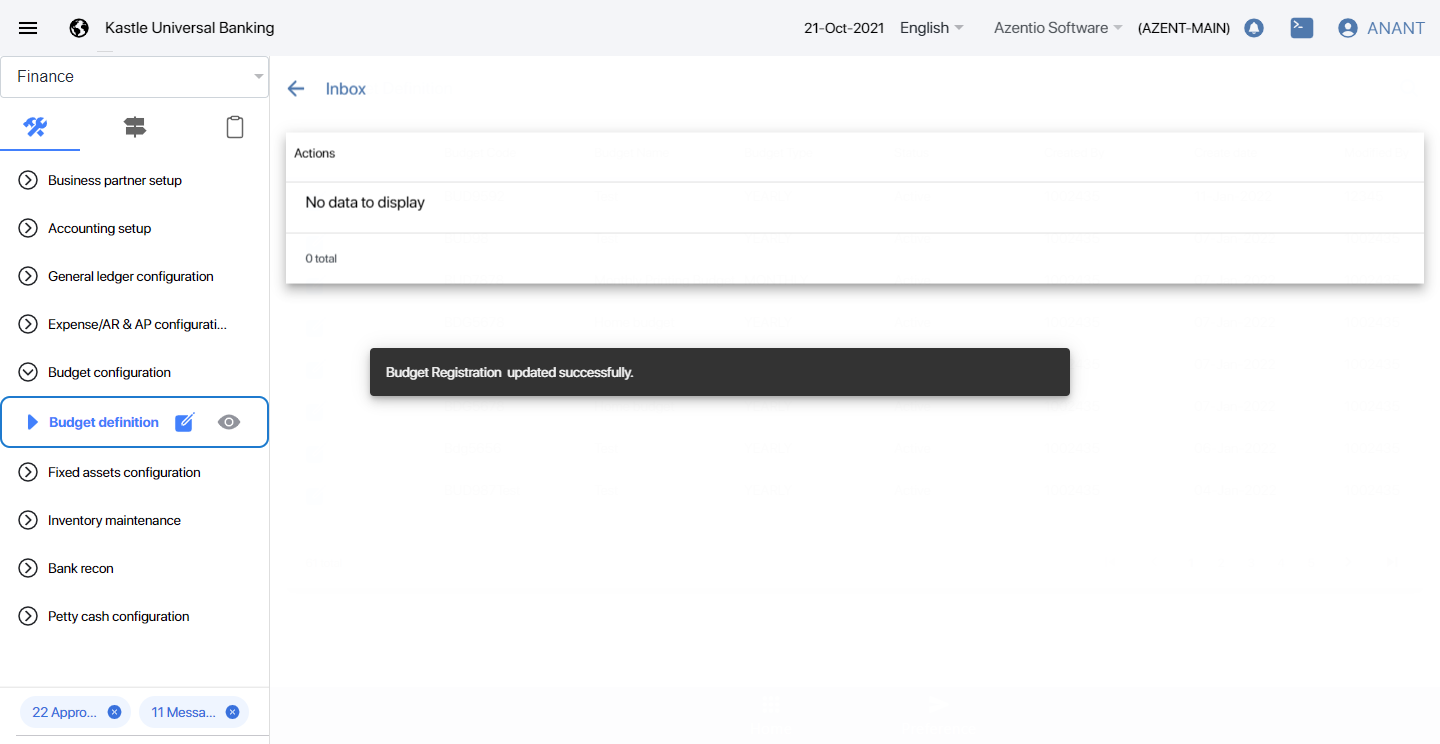 Kastle Universal Banking
21-Oct-2021
English
Azentio Software
(AZENT-MAIN)
ANANT
Finance
Inbox
Actions
No data to display
0 total
Business partner setup
Accounting setup
General ledger configuration
Expense/AR & AP configurati...
Budget configuration
Budget definition
Fixed assets configuration
Inventory maintenance
Bank recon
Petty cash configuration
Budget Registration updated successfully.
22 Appro...
11 Messa...